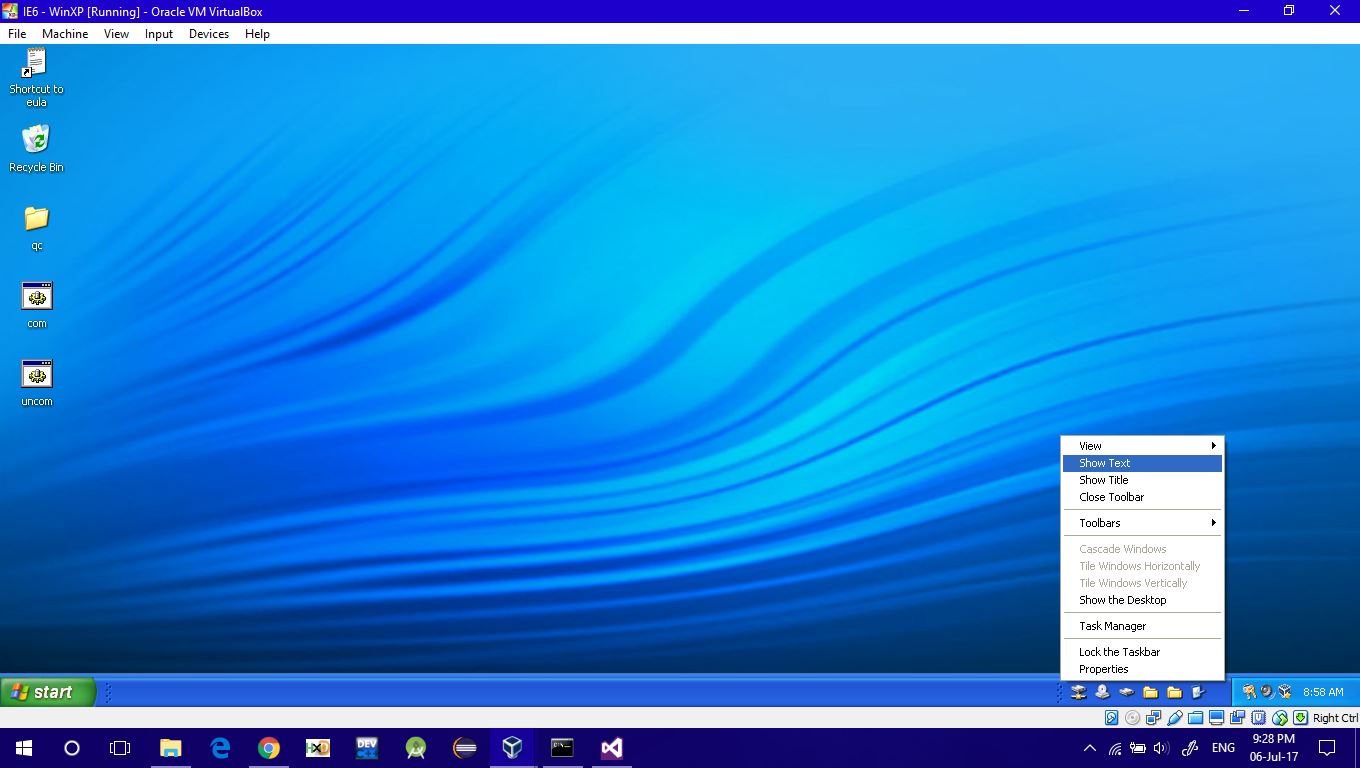 IE6 - WinXP [Running] - Oracle VM VirtualBox
File Machine View Input Devices Help
Shortcut to
eula
Recycle Bin
qc
com
uncom
View
Show Text
Show Title
Close Toolbar
Toolbars
Cascade Windows
Tile Windows Horizontally
Tile Windows Vertically
Show the Desktop
Task Manager
Lock the Taskbar
Properties
start
8:58 AM
Right Ctrl
DEV
ENG
9:28 PM
06-Jul-17